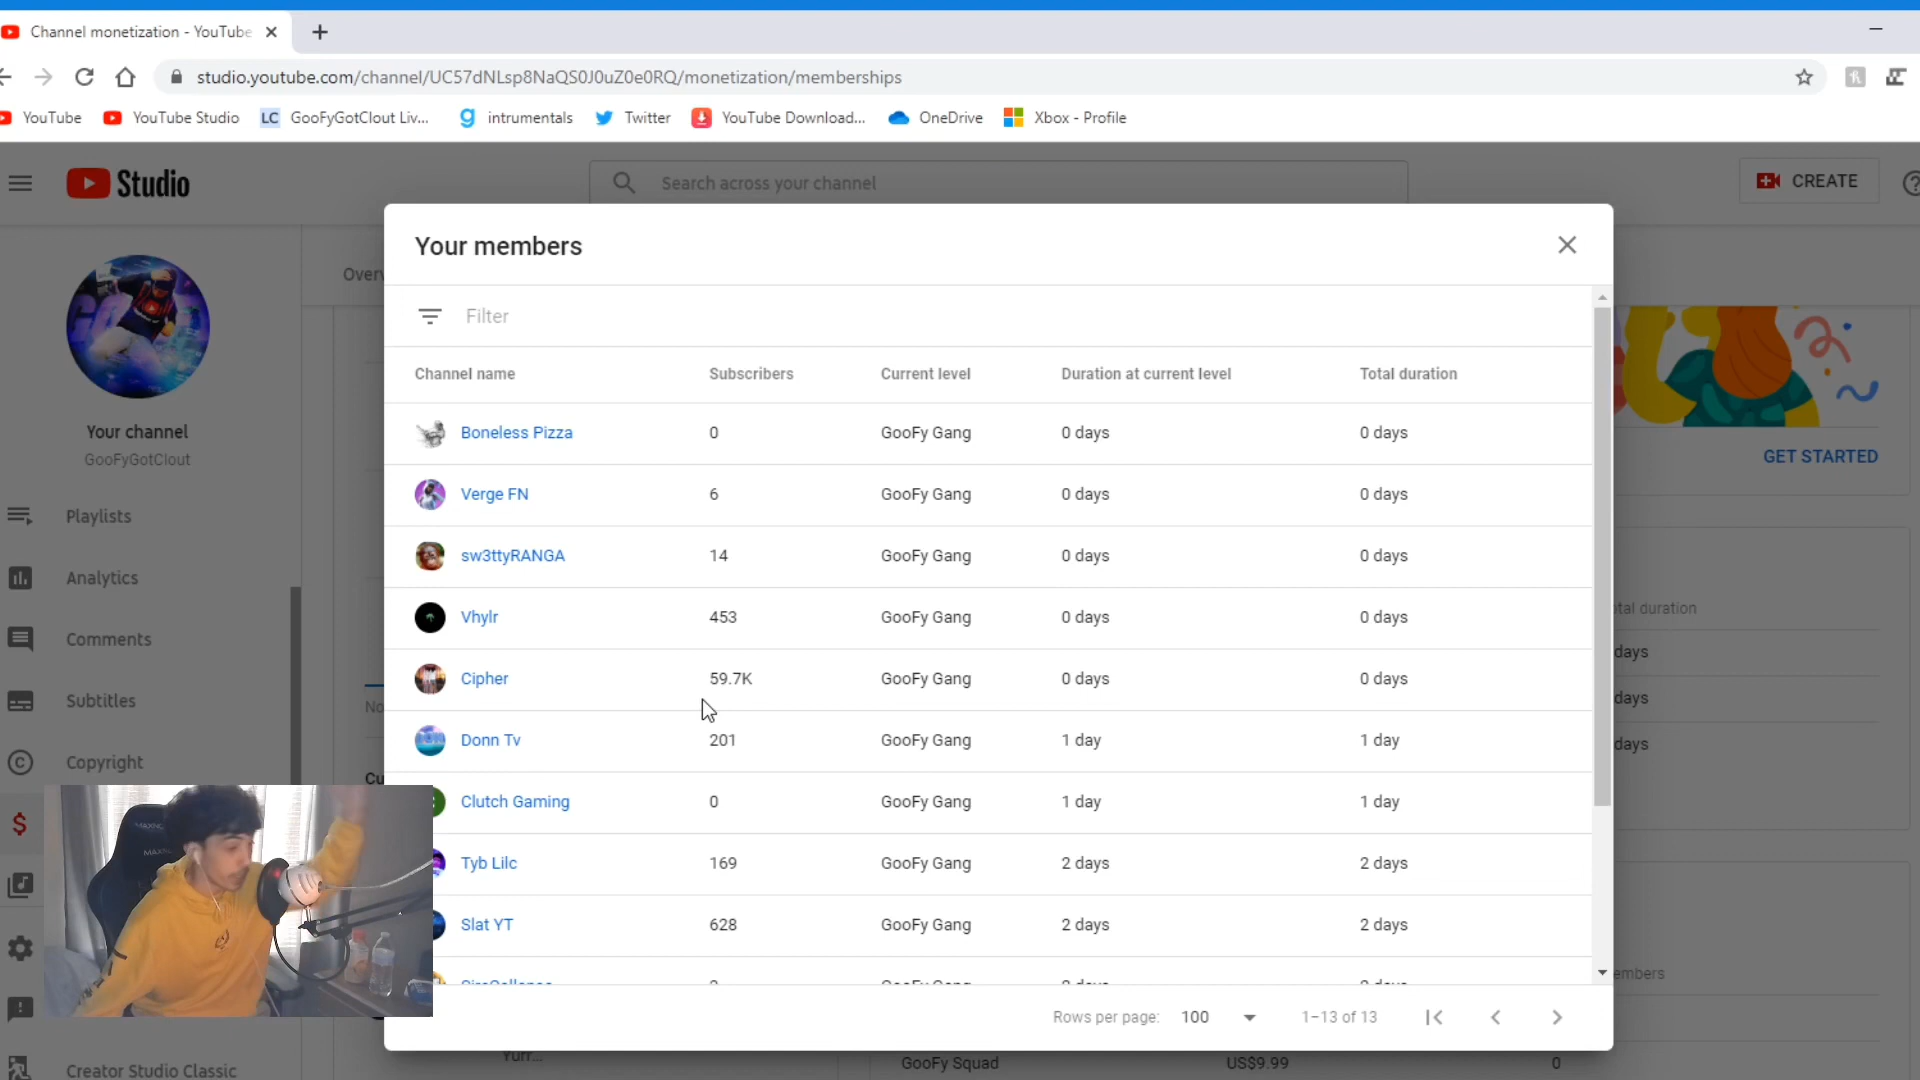 Channel monetization - YouTube
studio.youtube.com/channel/UC57dNLsp8NaQS0J0uZ0e0RQ/monetization/memberships
YouTube
YouTube Studio
LC GooFyGotClout Liv...
intrumentals
Twitter
YouTube Download...
OneDrive
Xbox - Profile
Studio
Search across your channel
CREATE
Your members
Filter
Channel name Subscribers Current level Duration at current level Total duration
Boneless Pizza 0 GooFy Gang 0 days 0 days
Verge FN 6 GooFy Gang 0 days 0 days
sw3ttyRANGA 14 GooFy Gang 0 days 0 days
Vhylr 453 GooFy Gang 0 days 0 days
Cipher 59.7K GooFy Gang 0 days 0 days
Donn Tv 201 GooFy Gang 1 day 1 day
Clutch Gaming 0 GooFy Gang 1 day 1 day
Tyb Lilc 169 GooFy Gang 2 days 2 days
Slat YT 628 GooFy Gang 2 days 2 days
Rows per page: 100 1–13 of 13
Your channel
GooFyGotClout
Playlists
Analytics
Comments
Subtitles
Copyright
Creator Studio Classic
GET STARTED
duration
days
days
days
Yurr...
GooFy Squad US$9.99 0